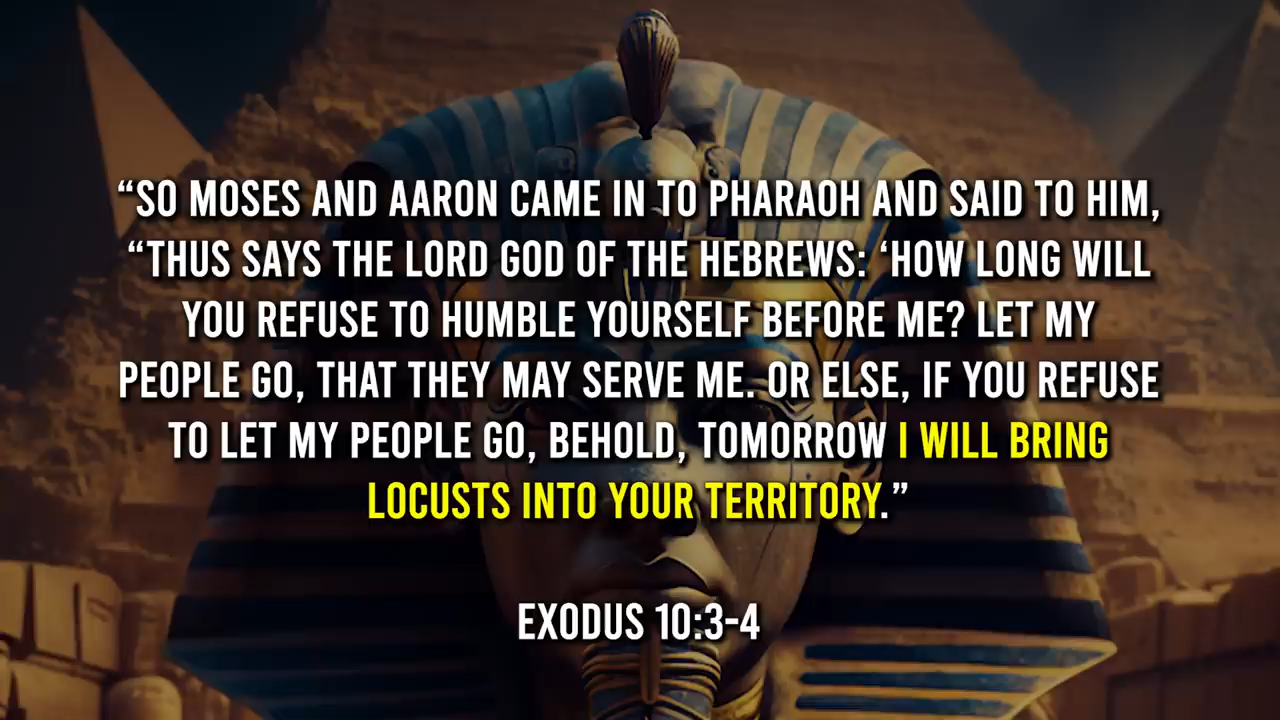 “SO MOSES AND AARON CAME IN TO PHARAOH AND SAID TO HIM,
“THUS SAYS THE LORD GOD OF THE HEBREWS: ‘HOW LONG WILL
YOU REFUSE TO HUMBLE YOURSELF BEFORE ME? LET MY
PEOPLE GO, THAT THEY MAY SERVE ME. OR ELSE, IF YOU REFUSE
TO LET MY PEOPLE GO, BEHOLD, TOMORROW I WILL BRING
LOCUSTS INTO YOUR TERRITORY.”
EXODUS 10:3-4